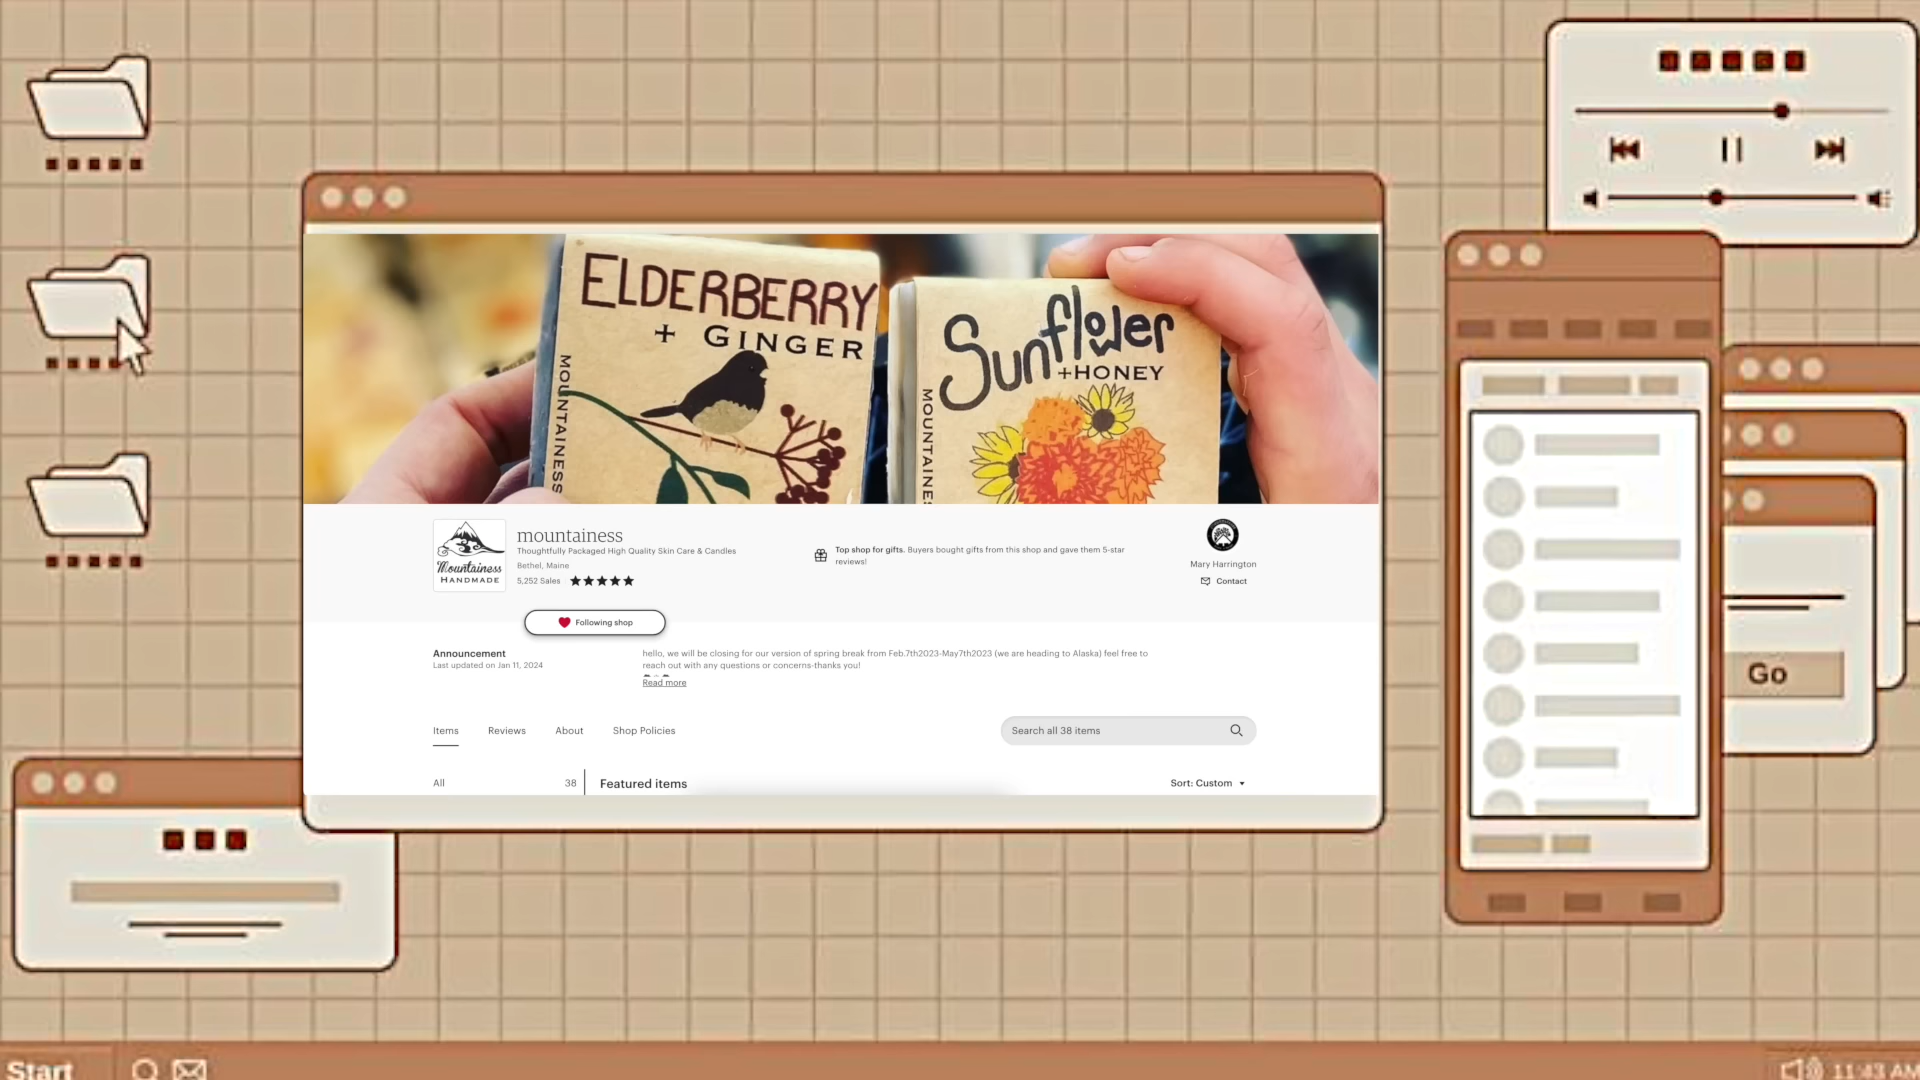 ELDERBERRY
+ GINGER
MOUNTAINESS
Sunflower
+HONEY
MOUNTAINES
Mountainess
HANDMADE
mountainess
Thoughtfully Packaged High Quality Skin Care & Candles
Bethel, Maine
5,252 Sales
Top shop for gifts. Buyers bought gifts from this shop and gave them 5-star
reviews!
Mary Harrington
Contact
Following shop
Announcement
Last updated on Jan 11, 2024
hello, we will be closing for our version of spring break from Feb.7th2023-May7th2023 (we are heading to Alaska) feel free to
reach out with any questions or concerns-thanks you!
Read more
Items Reviews About Shop Policies
Search all 38 items
All 38
Featured items
Sort: Custom
Go
Start
11:43 AM